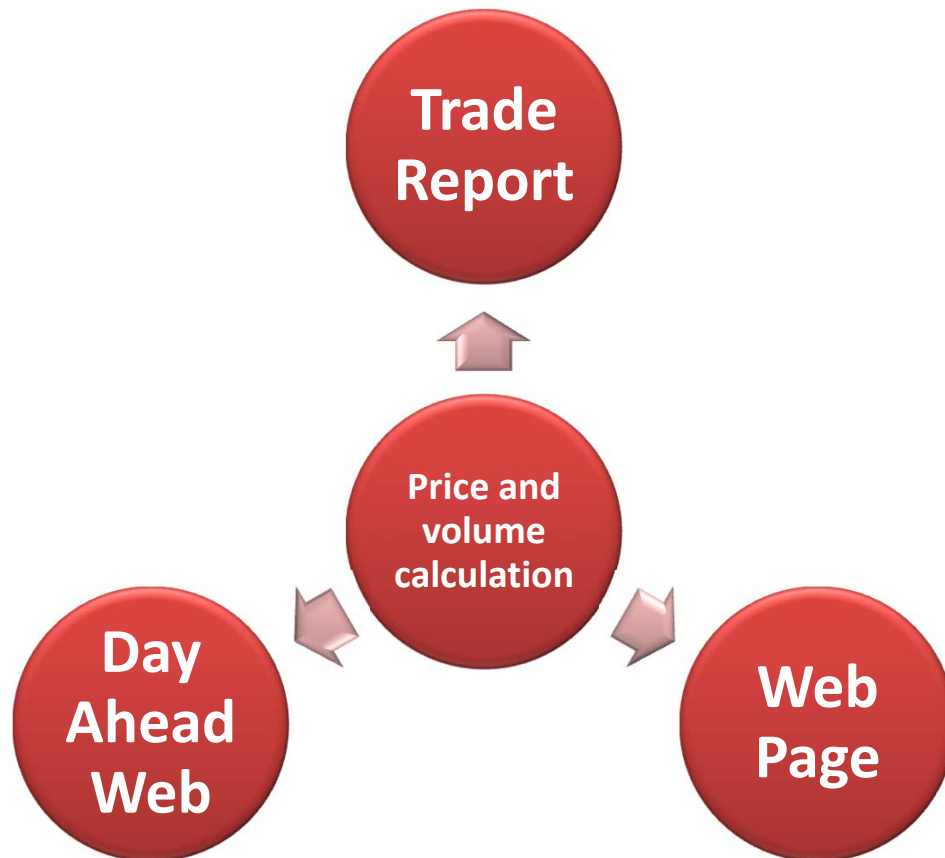 Trade
Report
Price and
volume
calculation
Day
Ahead
Web
Web
Page